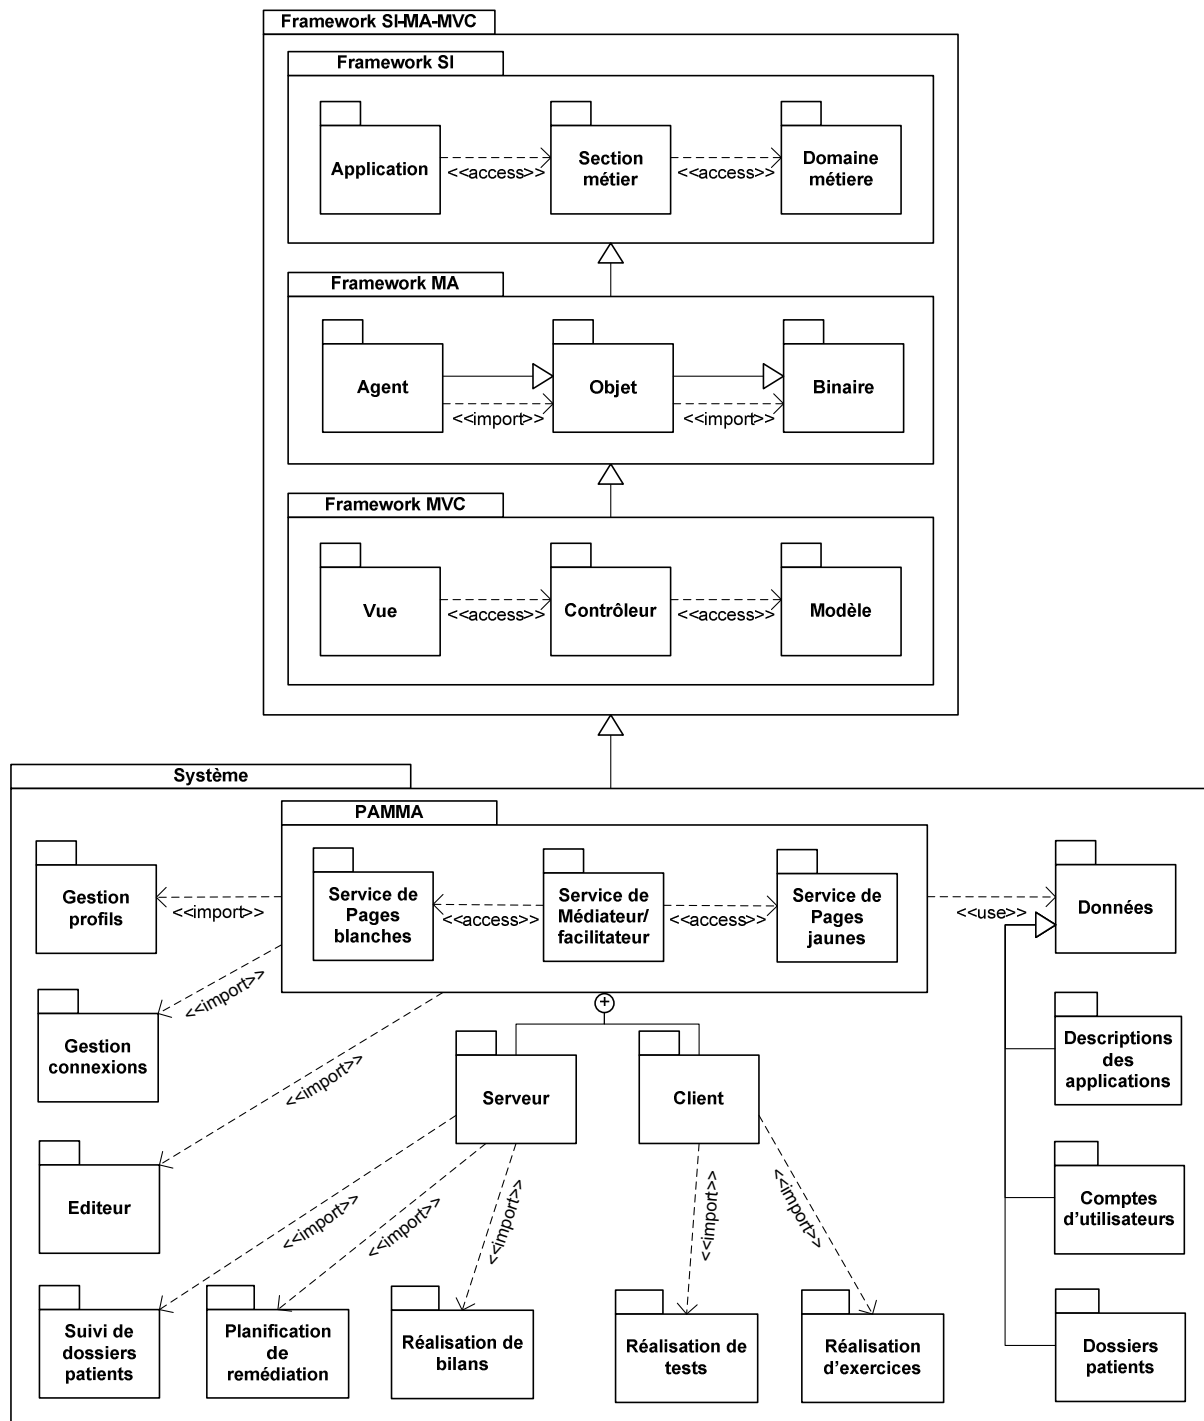 Framework SI-MA-MVC
Framework SI
Application
<<access>>
Section
métier
<<access>>
Domaine
métiere
Framework MA
Agent
<<import>>
Objet
<<import>>
Binaire
Framework MVC
Vue
<<access>>
Contrôleur
<<access>>
Modèle
Système
PAMMA
Gestion
profils
<<import>>
Service de
Pages
blanches
<<access>>
Service de
Médiateur/
facilitateur
<<access>>
Service de
Pages
jaunes
<<use>>
Données
<<import>>
Gestion
connexions
<<import>>
Serveur
Client
Descriptions
des
applications
Editeur
<<import>>
<<import>>
<<import>>
<<import>>
<<import>>
Comptes
d’utilisateurs
Suivi de
dossiers
patients
Planification
de
remédiation
Réalisation de
bilans
Réalisation de
tests
Réalisation
d’exercices
Dossiers
patients